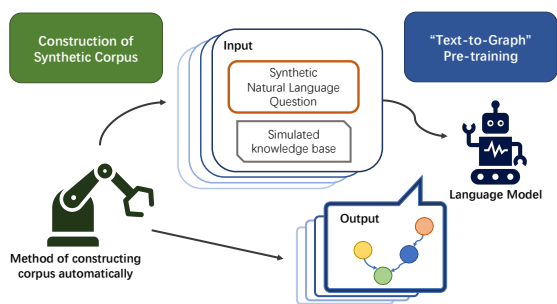 Construction of
Synthetic Corpus
Input
Synthetic
Natural Language
Question
Simulated
knowledge base
“Text-to-Graph”
Pre-training
Language Model
Output
Method of constructing
corpus automatically